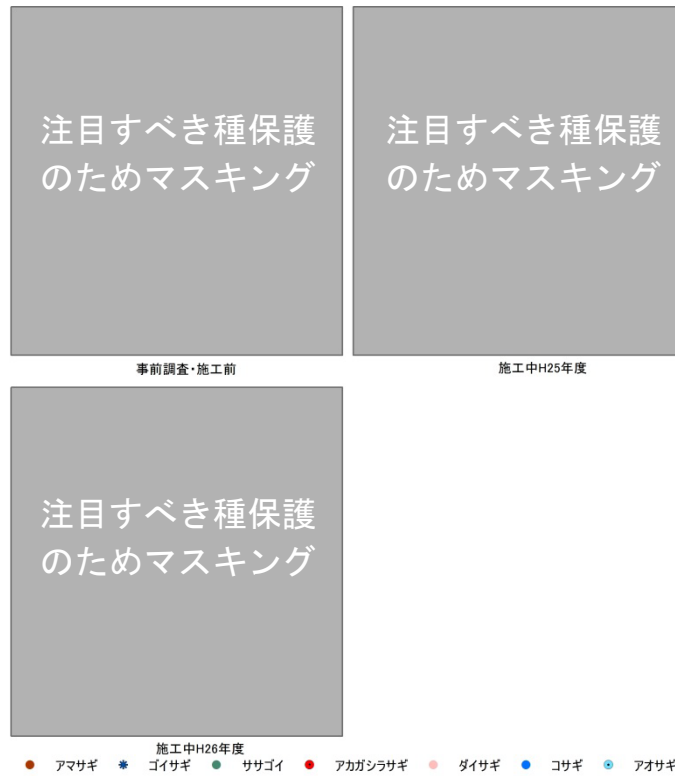 注目すべき種保護
のためマスキング
注目すべき種保護
のためマスキング
事前調査・施工前
施工中H25年度
注目すべき種保護
のためマスキング
施工中H26年度
アマサギ ゴイサギ ササゴイ アカガシラサギ ダイサギ コサギ アオサギ